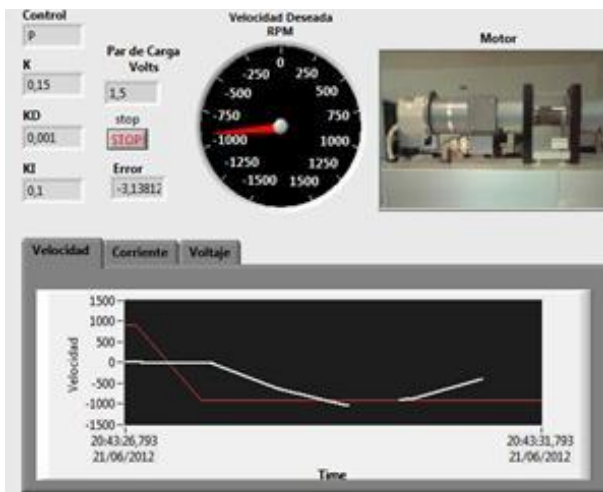 Control
P
K
0,15
KD
0,001
KI
0,1
Par de Carga
Volts
1,5
stop
STOP
Error
-3,13812
Velocidad Deseada
RPM
0
-250 250
-500 500
-750 750
-1000 1000
-1250 1250
-1500 1500
Motor
Velocidad Corriente Voltaje
Velocidad
1500
1000
500
0
-500
-1000
-1500
20:43:26,793
21/06/2012
20:43:31,793
21/06/2012
Time